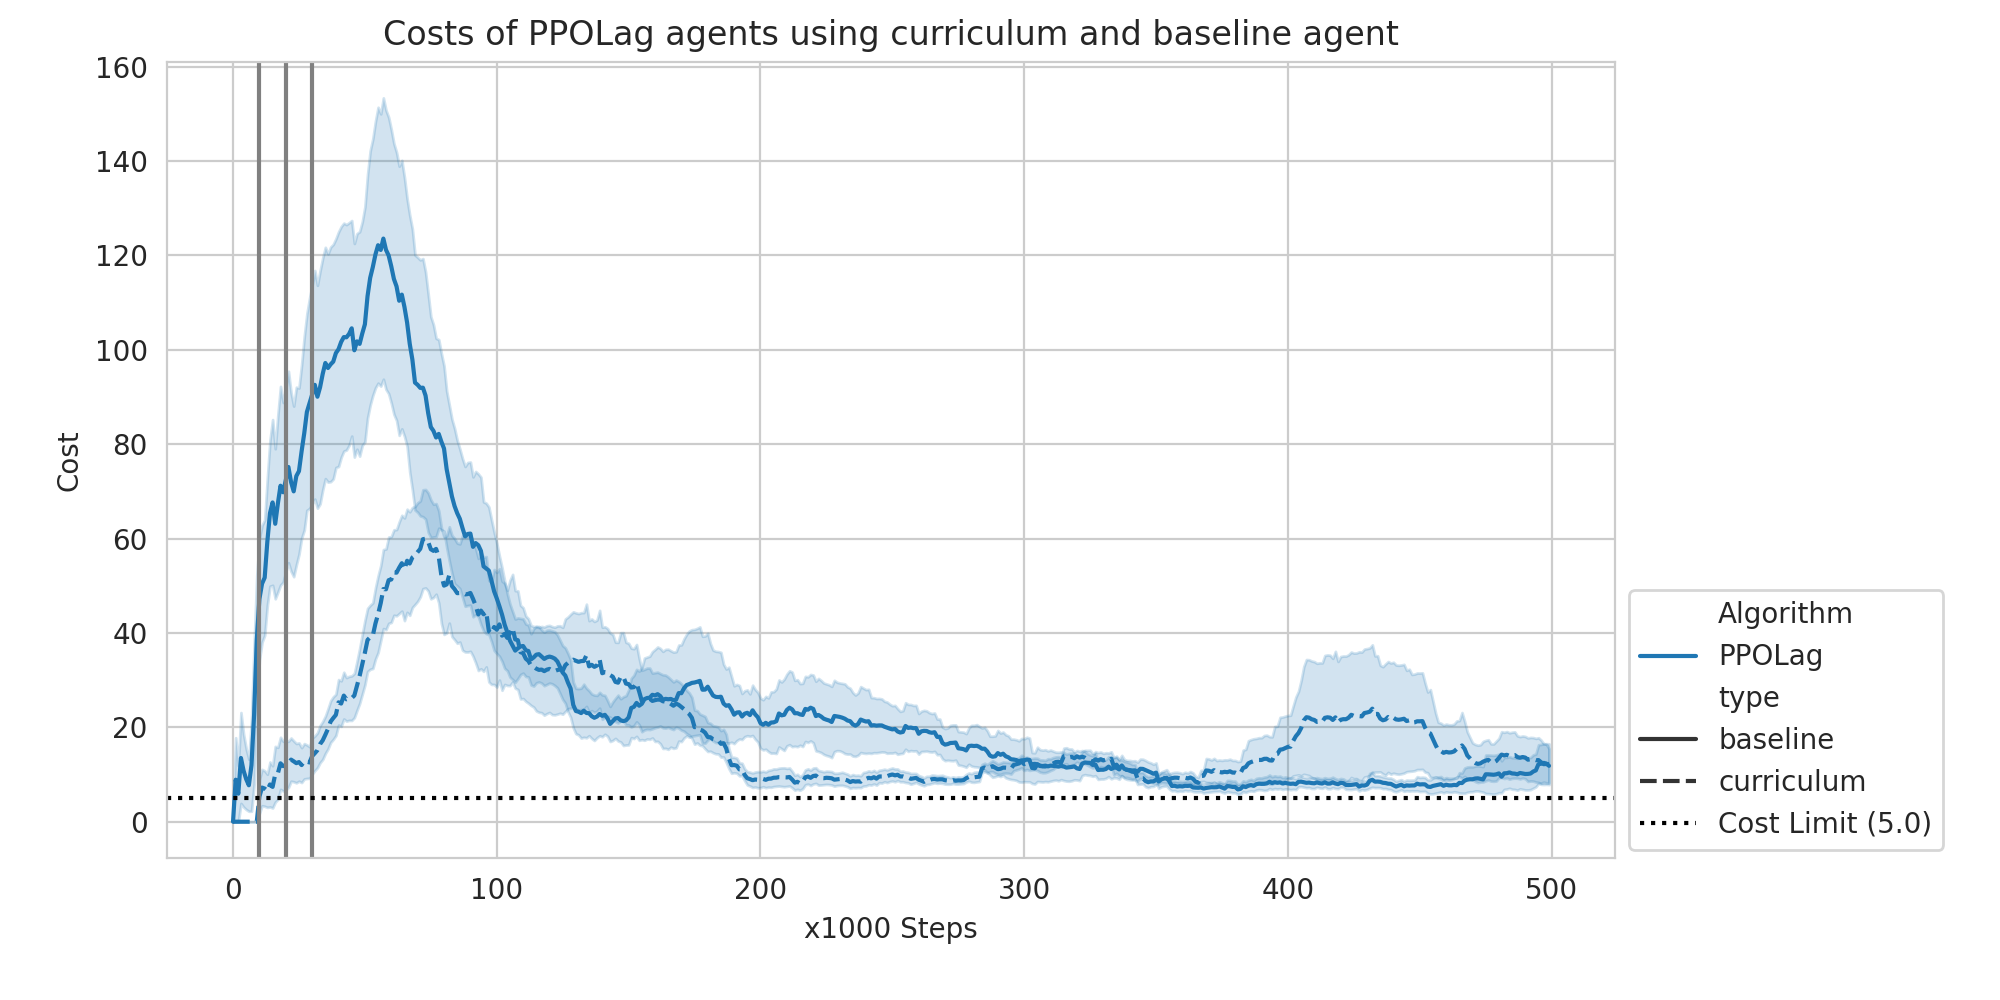 Costs of PPOLag agents using curriculum and baseline agent
160
140
120
100
80
60
40
20
0
Cost
0 100 200 300 400 500
x1000 Steps
Algorithm
PPOLag
type
baseline
curriculum
Cost Limit (5.0)